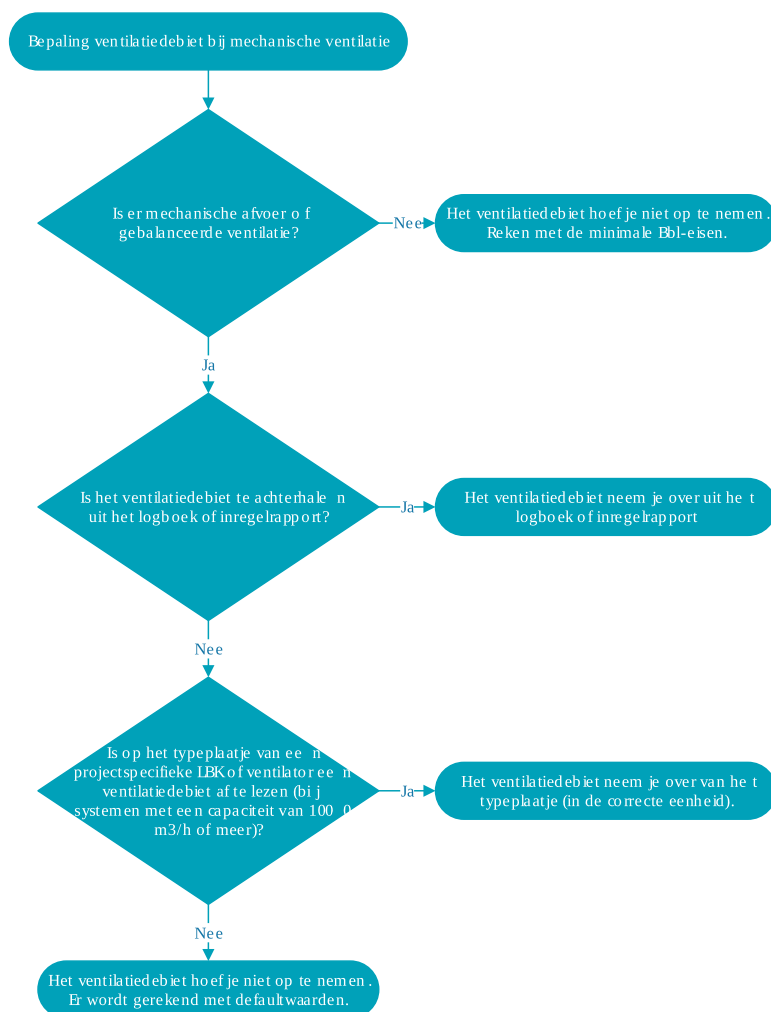 Bepaling ventilatiedebiet bij mechanische ventilatie
Is er mechanische afvoer of
gebalanceerde ventilatie?
Nee
Het ventilatiedebiet hoef je niet op te nemen.
Reken met de minimale Bbl-eisen.
Ja
Is het ventilatiedebiet te achterhalen
uit het logboek of inregelrapport?
Ja
Het ventilatiedebiet neem je over uit het
logboek of inregelrapport
Nee
Is op het typeplaatje van een
projectspecifieke LBK of ventilator een
ventilatiedebiet af te lezen (bij
systemen met een capaciteit van 1000
m3/h of meer)?
Ja
Het ventilatiedebiet neem je over van het
typeplaatje (in de correcte eenheid).
Nee
Het ventilatiedebiet hoef je niet op te nemen.
Er wordt gerekend met defaultwaarden.